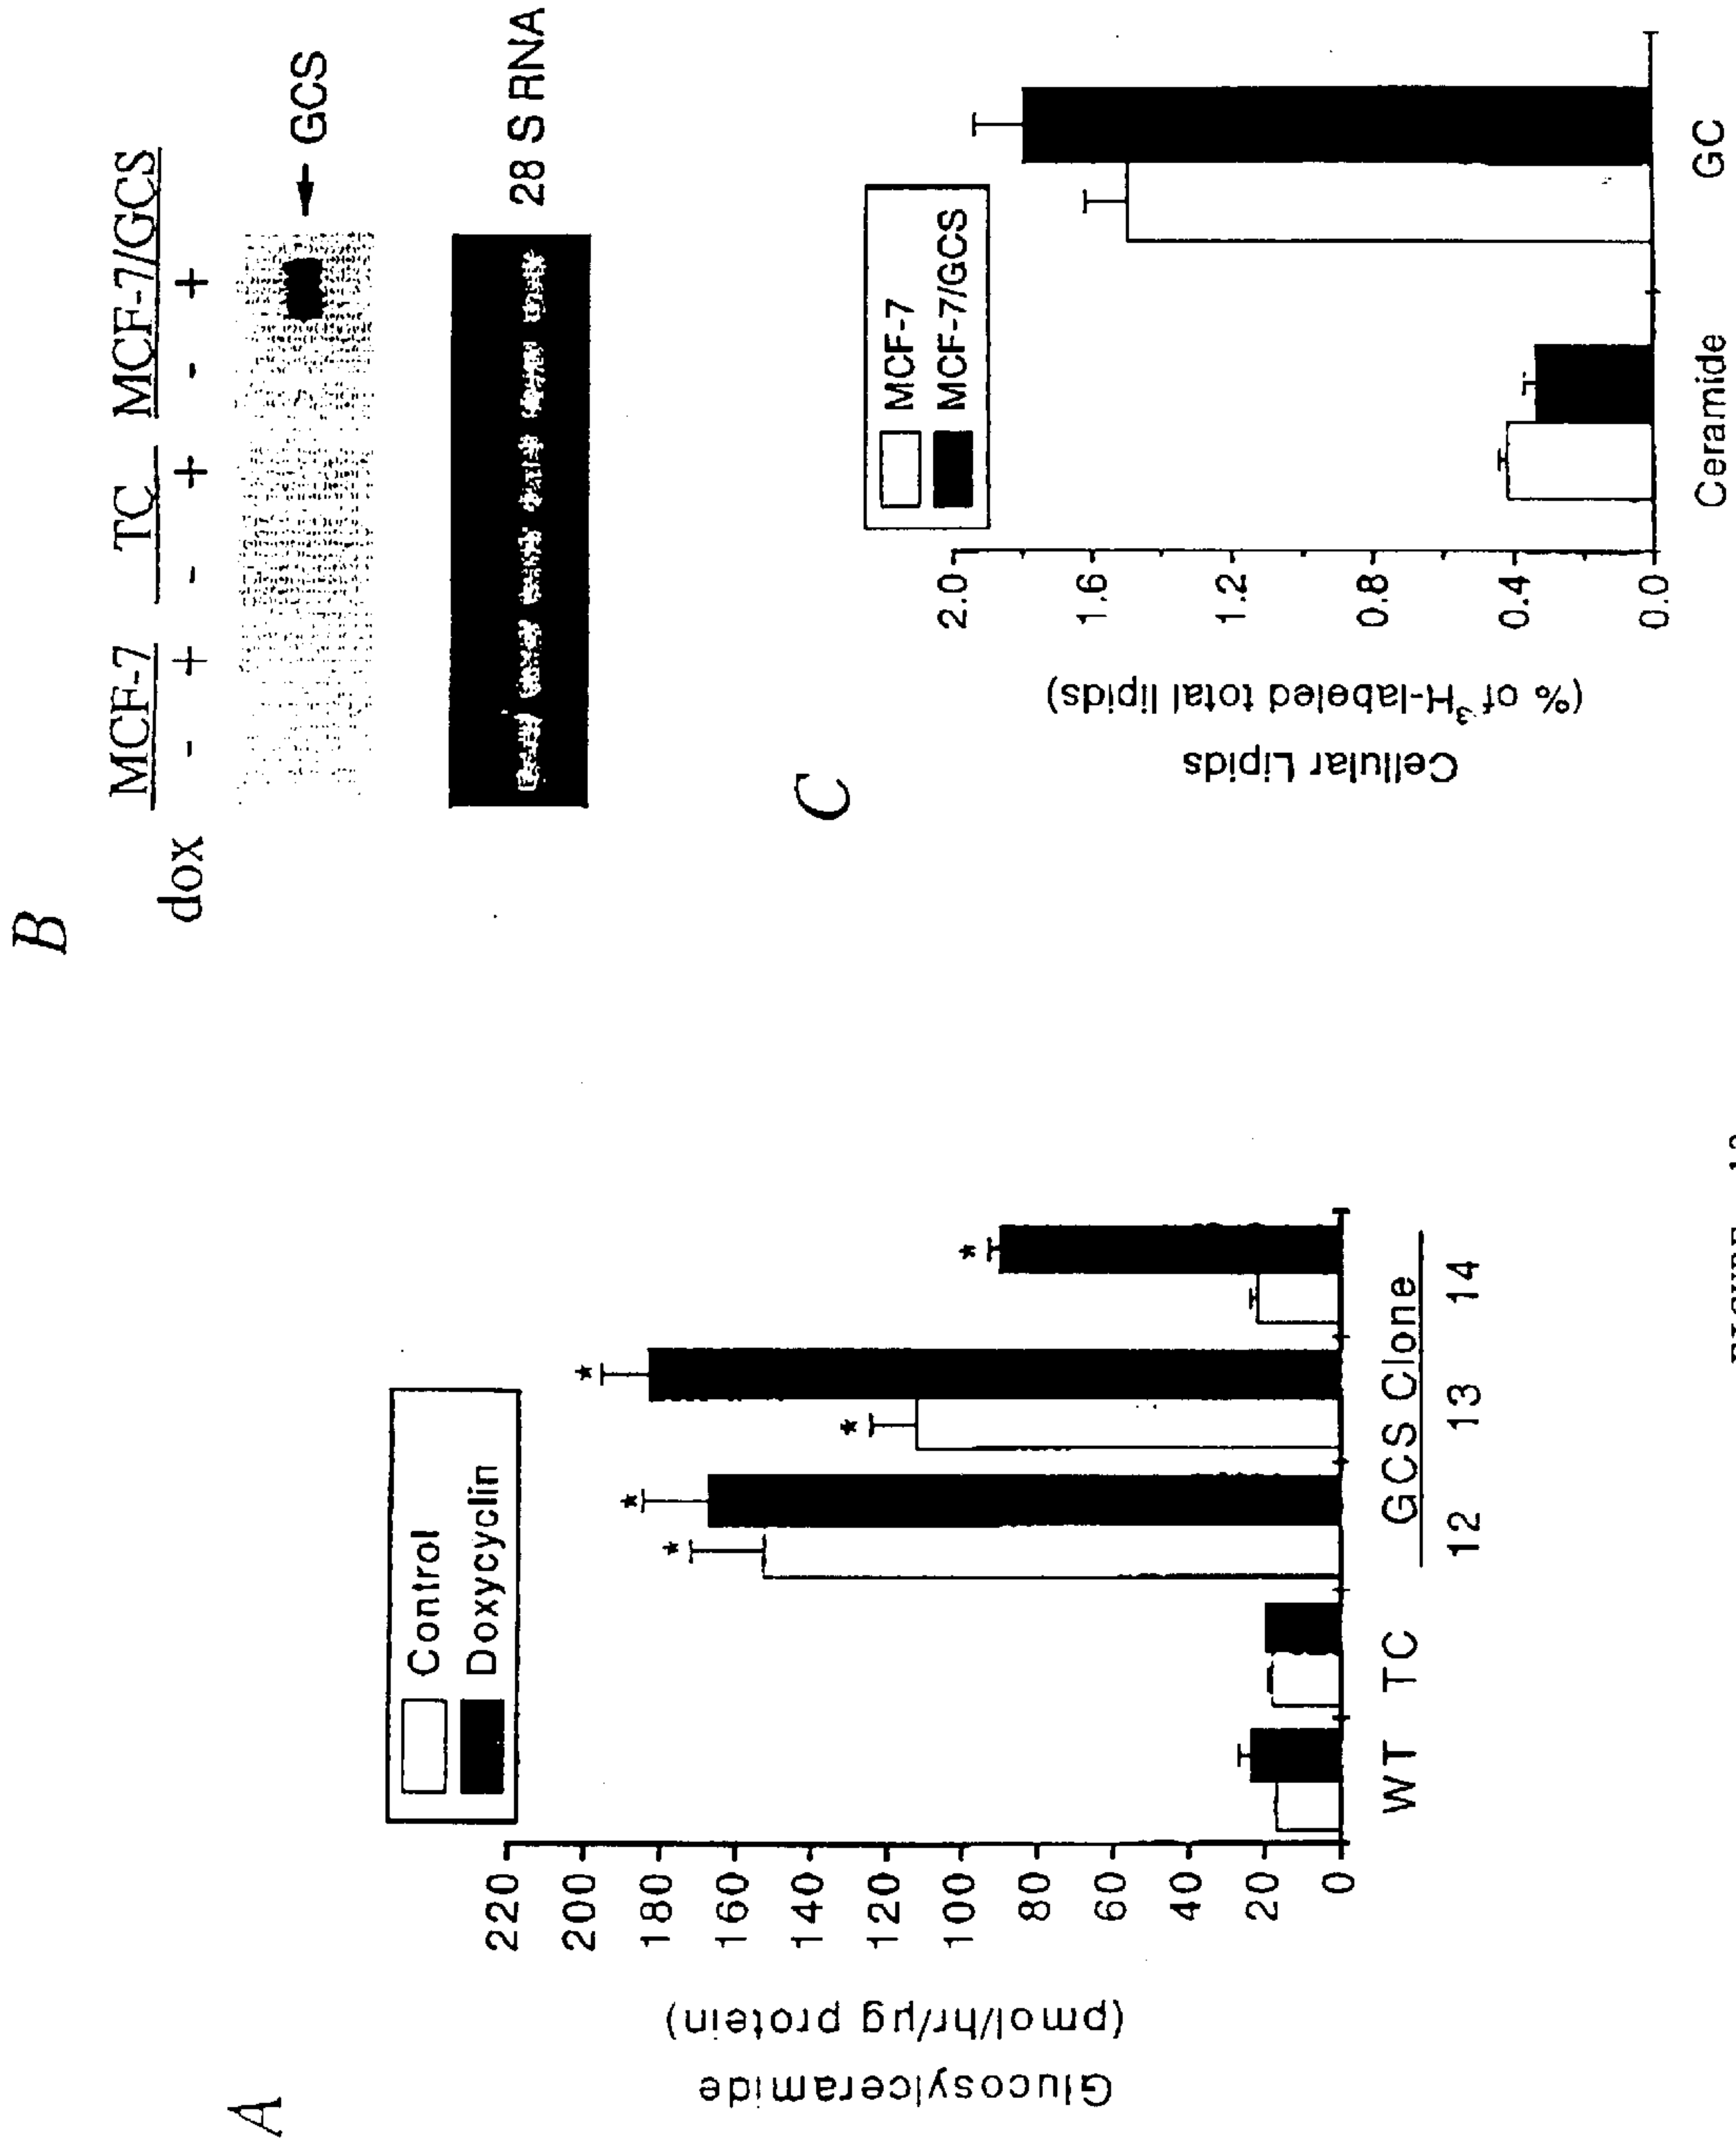 A
Glucosylceramide
(pmol/hr/µg protein)
220
200
180
160
140
120
100
80
60
40
20
0
Control
Doxycyclin
* * * * *
WT TC GCS Clone
12 13 14
B
MCF-7 TC MCF-7/GCS
dox - + - + - +
GCS
28 S RNA
C
Cellular Lipids
(% of ³H-labeled total lipids)
2.0
1.6
1.2
0.8
0.4
0.0
MCF-7
MCF-7/GCS
Ceramide GC